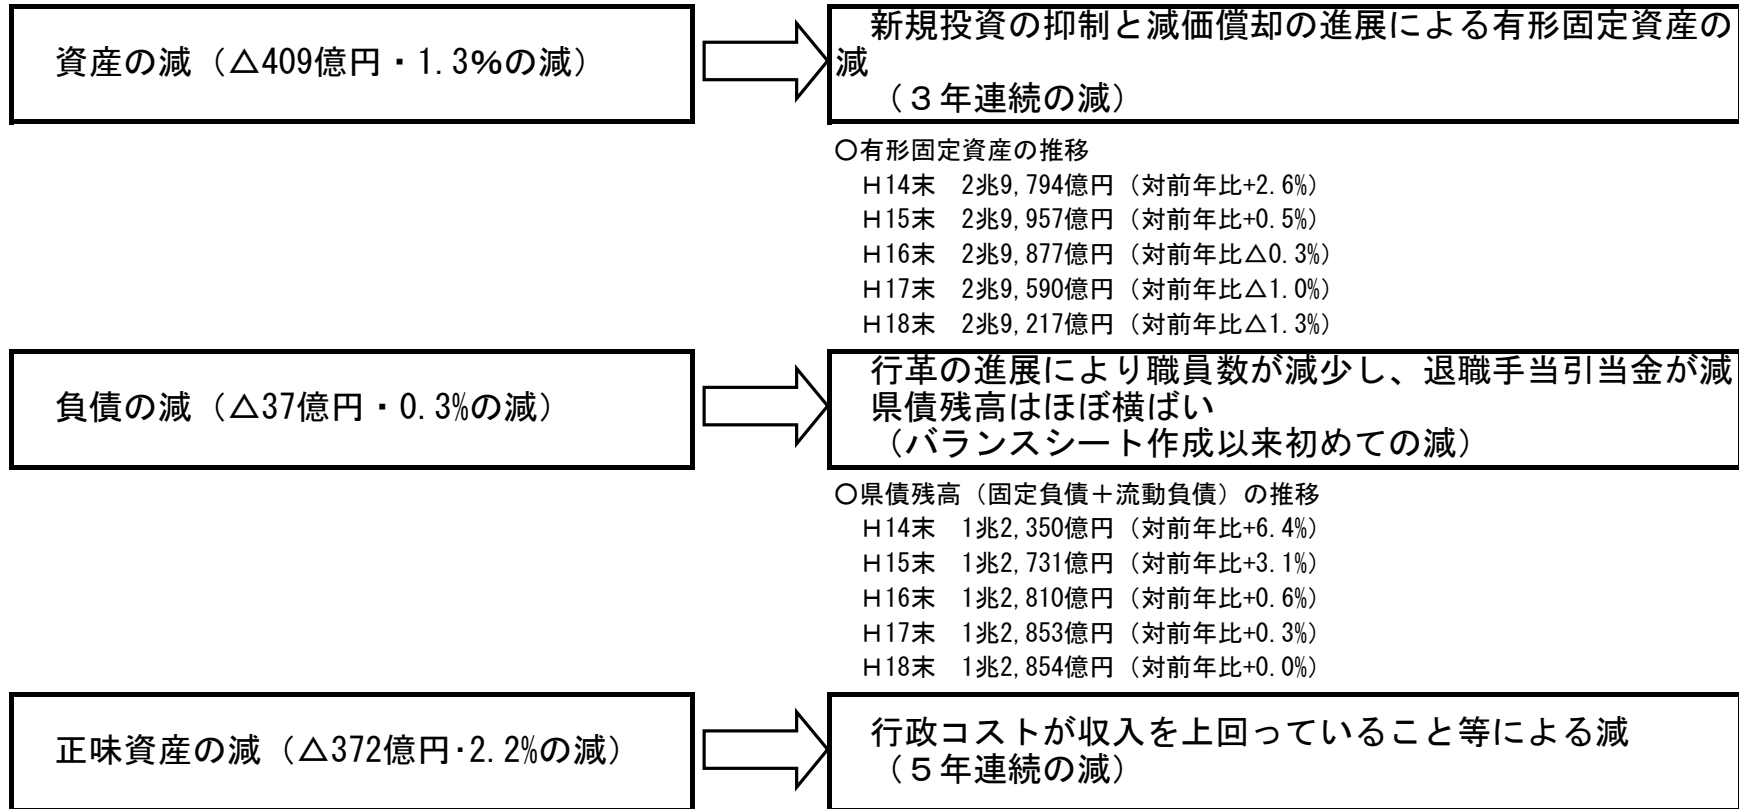 資産の減（△409億円・1.3%の減）
新規投資の抑制と減価償却の進展による有形固定資産の
減
（３年連続の減）
○有形固定資産の推移
Ｈ14末　2兆9,794億円（対前年比+2.6%）
Ｈ15末　2兆9,957億円（対前年比+0.5%）
Ｈ16末　2兆9,877億円（対前年比△0.3%）
Ｈ17末　2兆9,590億円（対前年比△1.0%）
Ｈ18末　2兆9,217億円（対前年比△1.3%）
負債の減（△37億円・0.3%の減）
行革の進展により職員数が減少し、退職手当引当金が減
県債残高はほぼ横ばい
（バランスシート作成以来初めての減）
○県債残高（固定負債＋流動負債）の推移
Ｈ14末　1兆2,350億円（対前年比+6.4%）
Ｈ15末　1兆2,731億円（対前年比+3.1%）
Ｈ16末　1兆2,810億円（対前年比+0.6%）
Ｈ17末　1兆2,853億円（対前年比+0.3%）
Ｈ18末　1兆2,854億円（対前年比+0.0%）
正味資産の減（△372億円･2.2%の減）
行政コストが収入を上回っていること等による減
（５年連続の減）